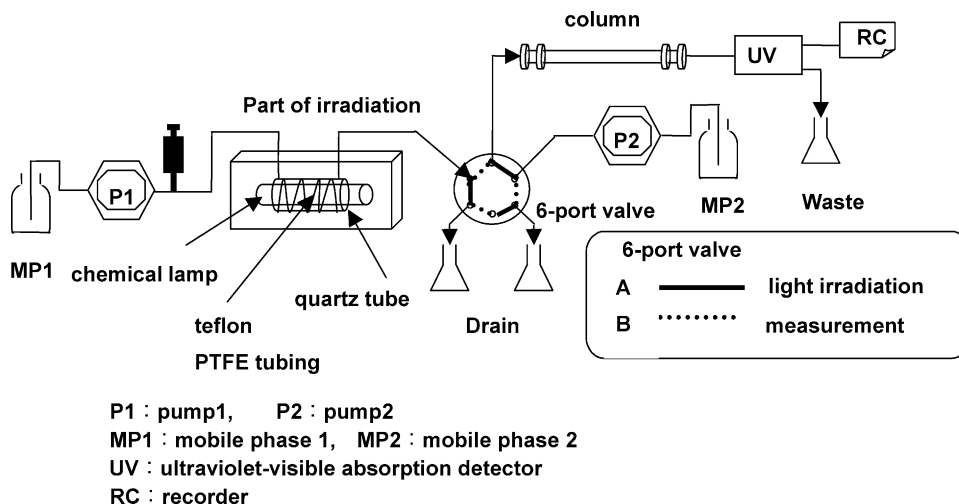 column
RC
UV
Part of irradiation
P1
P2
6-port valve
MP2
Waste
MP1
chemical lamp
quartz tube
teflon
PTFE tubing
Drain
6-port valve
A light irradiation
B measurement
P1：pump1, P2：pump2
MP1：mobile phase 1, MP2：mobile phase 2
UV：ultraviolet-visible absorption detector
RC：recorder